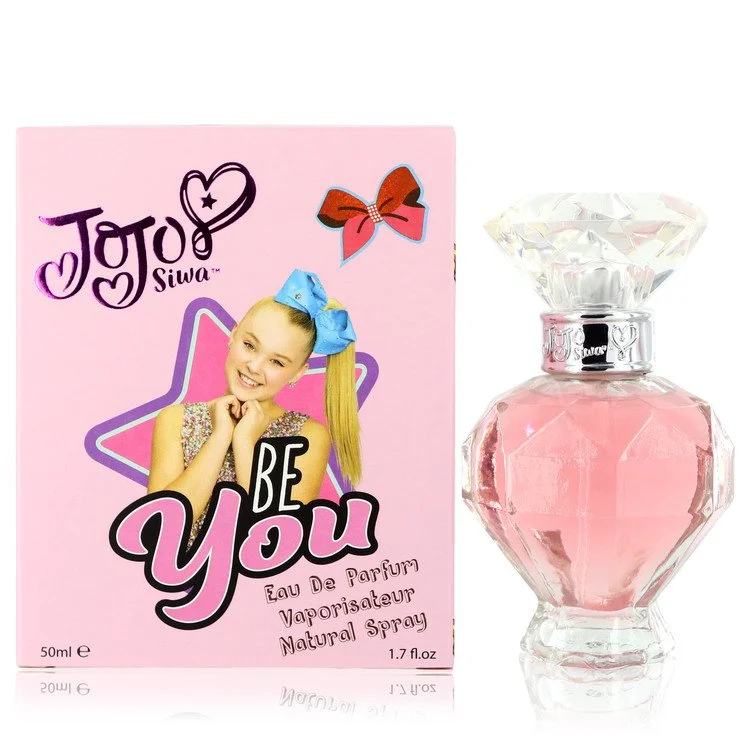 JoJo
Siwa™
BE
You
Eau De Parfum
Vaporisateur
Natural Spray
50ml ℮
1.7 fl.oz
JoJo Siwa